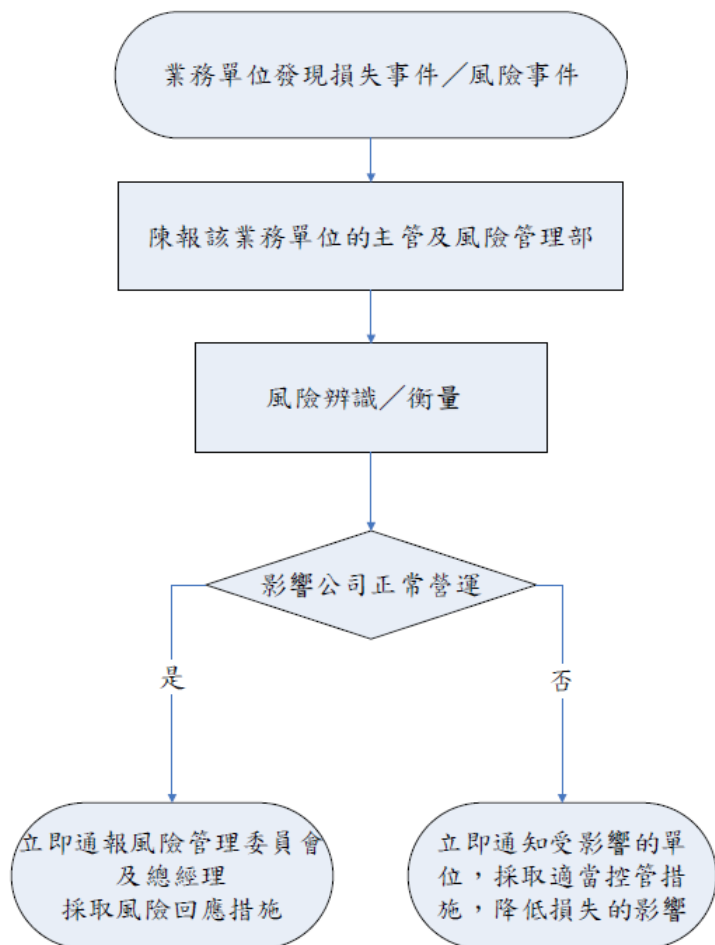 業務單位發現損失事件／風險事件
陳報該業務單位的主管及風險管理部
風險辨識／衡量
影響公司正常營運
是
否
立即通報風險管理委員會
及總經理
採取風險回應措施
立即通知受影響的單
位，採取適當控管措
施，降低損失的影響